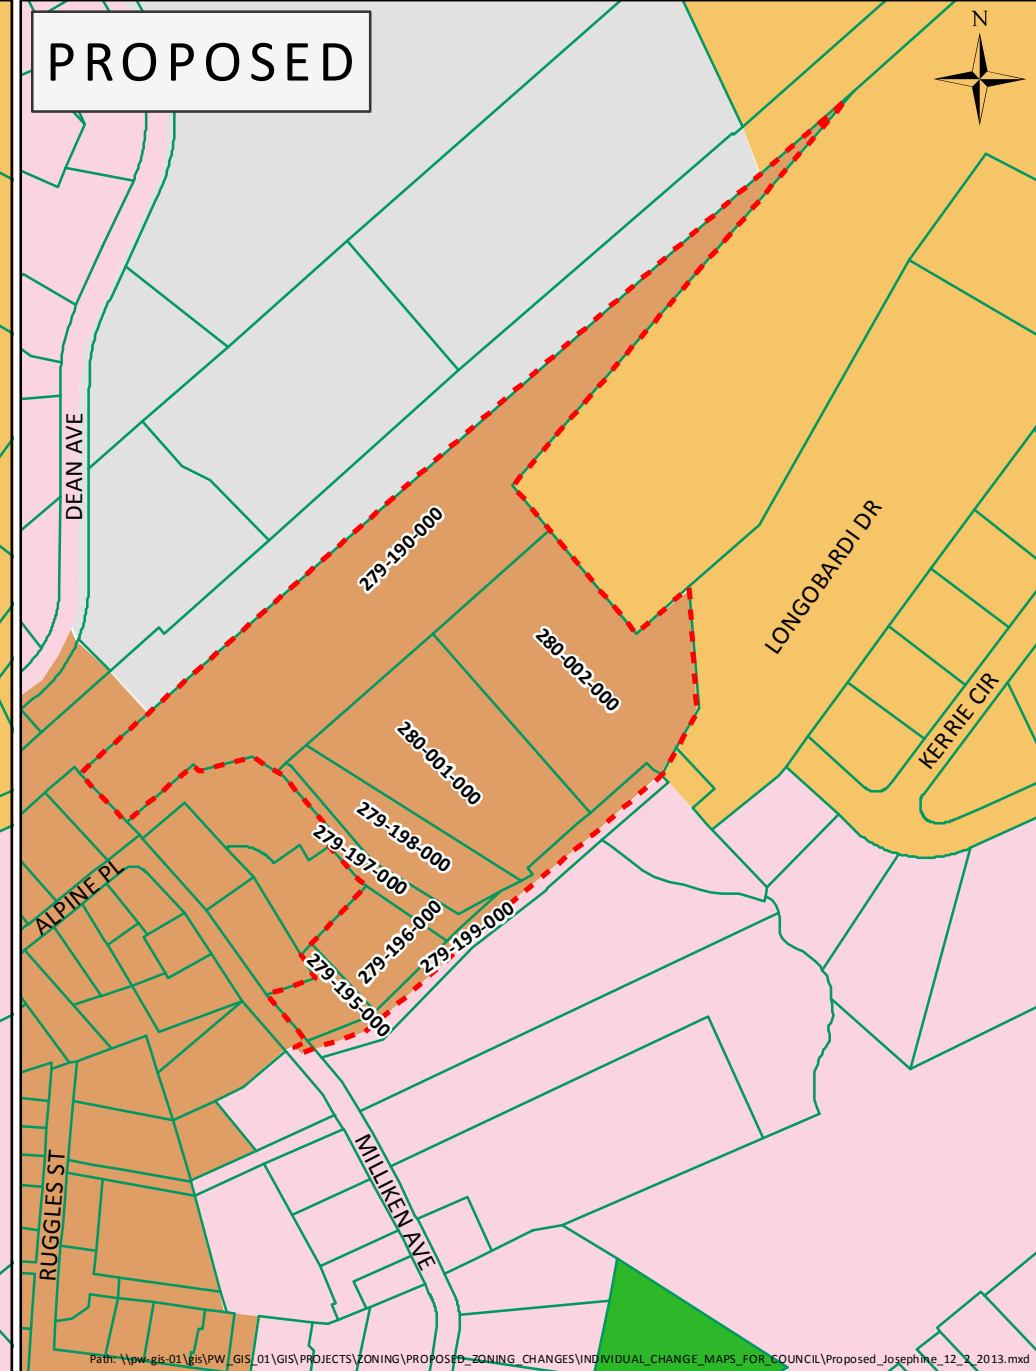 PROPOSED
N
DEAN AVE
279-190-000
LONGOBARDI DR
280-002-000
KERRIE CIR
280-001-000
279-198-000
279-197-000
ALPINE PL
279-196-000
279-199-000
279-195-000
MILLIKEN AVE
RUGGLES ST
Path: \\pw-gis-01\gis\PW_GIS_01\GIS\PROJECTS\ZONING\PROPOSED_ZONING_CHANGES\INDIVIDUAL_CHANGE_MAPS_FOR_COUNCIL\Proposed_Josephine_12_2_2013.mxd